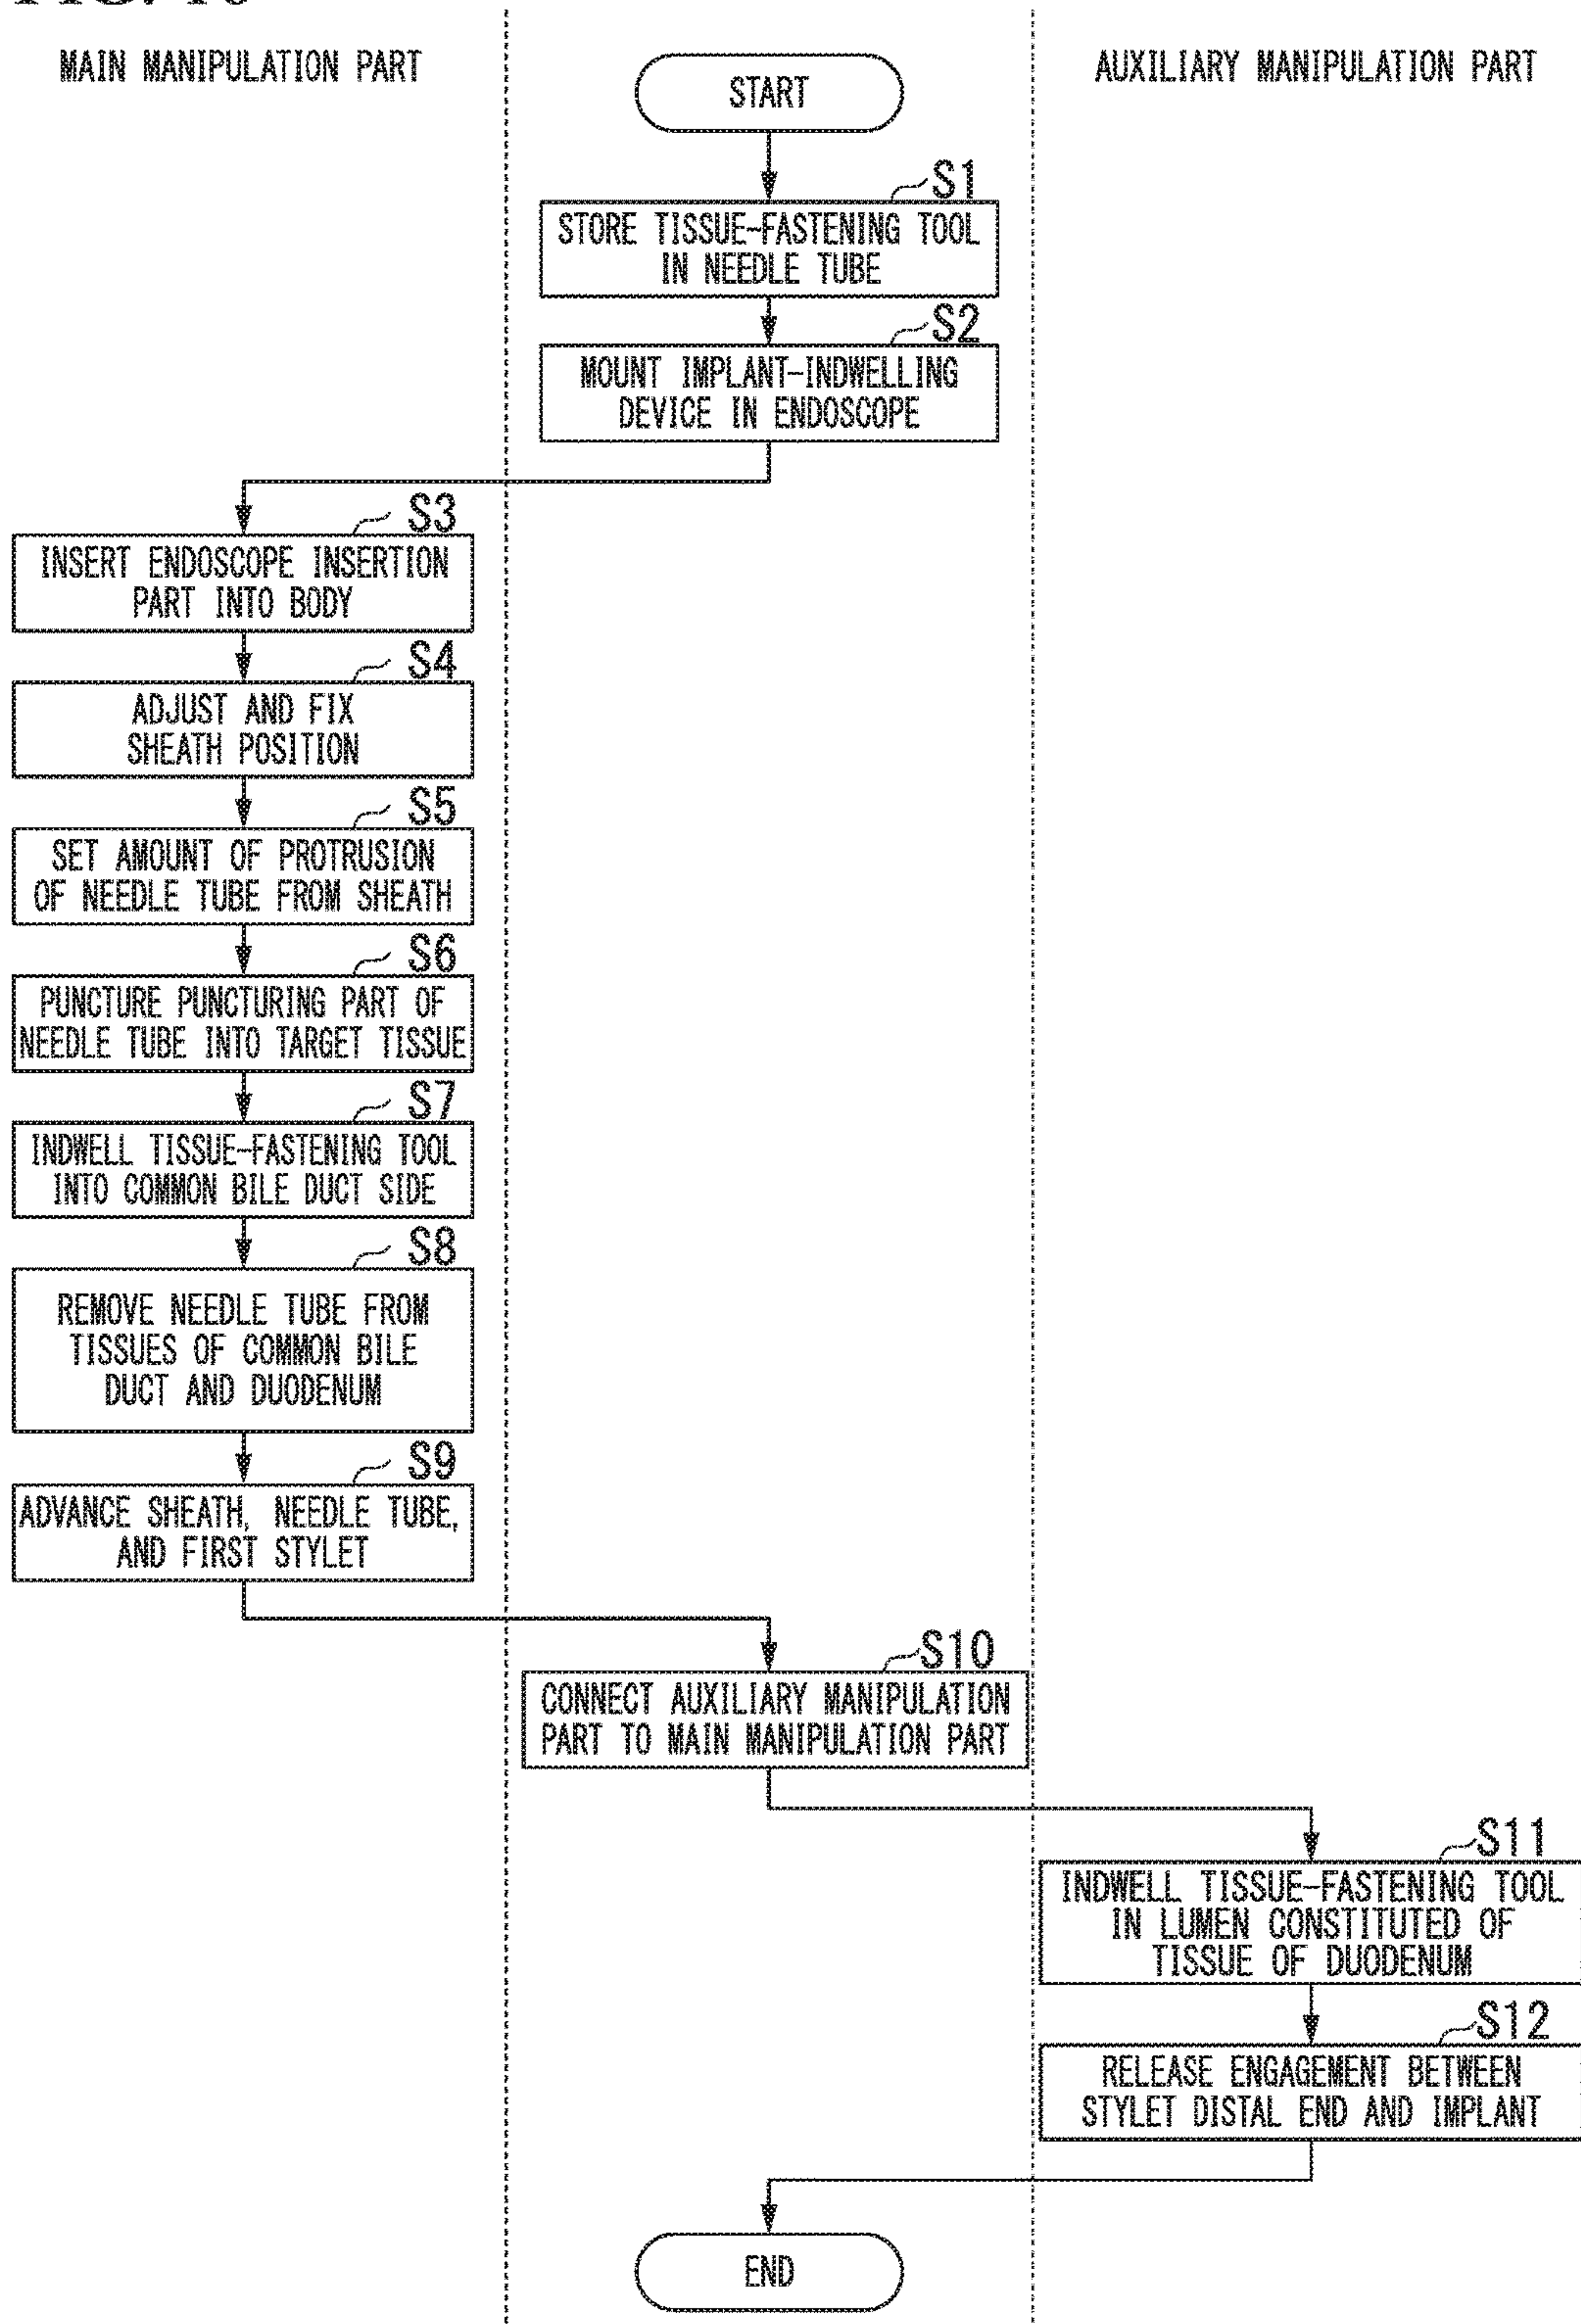 MAIN MANIPULATION PART
AUXILIARY MANIPULATION PART
START
S1
STORE TISSUE-FASTENING TOOL
IN NEEDLE TUBE
S2
MOUNT IMPLANT-INDWELLING
DEVICE IN ENDOSCOPE
S3
INSERT ENDOSCOPE INSERTION
PART INTO BODY
S4
ADJUST AND FIX
SHEATH POSITION
S5
SET AMOUNT OF PROTRUSION
OF NEEDLE TUBE FROM SHEATH
S6
PUNCTURE PUNCTURING PART OF
NEEDLE TUBE INTO TARGET TISSUE
S7
INDWELL TISSUE-FASTENING TOOL
INTO COMMON BILE DUCT SIDE
S8
REMOVE NEEDLE TUBE FROM
TISSUES OF COMMON BILE
DUCT AND DUODENUM
S9
ADVANCE SHEATH, NEEDLE TUBE,
AND FIRST STYLET
S10
CONNECT AUXILIARY MANIPULATION
PART TO MAIN MANIPULATION PART
S11
INDWELL TISSUE-FASTENING TOOL
IN LUMEN CONSTITUTED OF
TISSUE OF DUODENUM
S12
RELEASE ENGAGEMENT BETWEEN
STYLET DISTAL END AND IMPLANT
END